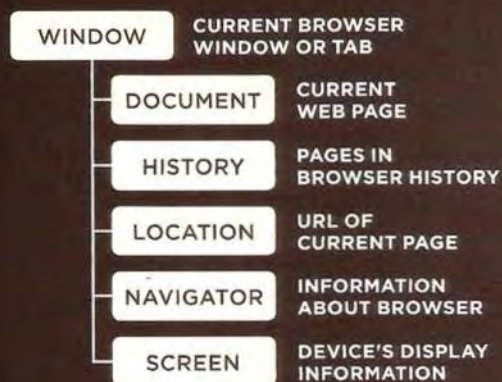 WINDOW
CURRENT BROWSER
WINDOW OR TAB
DOCUMENT
CURRENT
WEB PAGE
HISTORY
PAGES IN
BROWSER HISTORY
LOCATION
URL OF
CURRENT PAGE
NAVIGATOR
INFORMATION
ABOUT BROWSER
SCREEN
DEVICE'S DISPLAY
INFORMATION